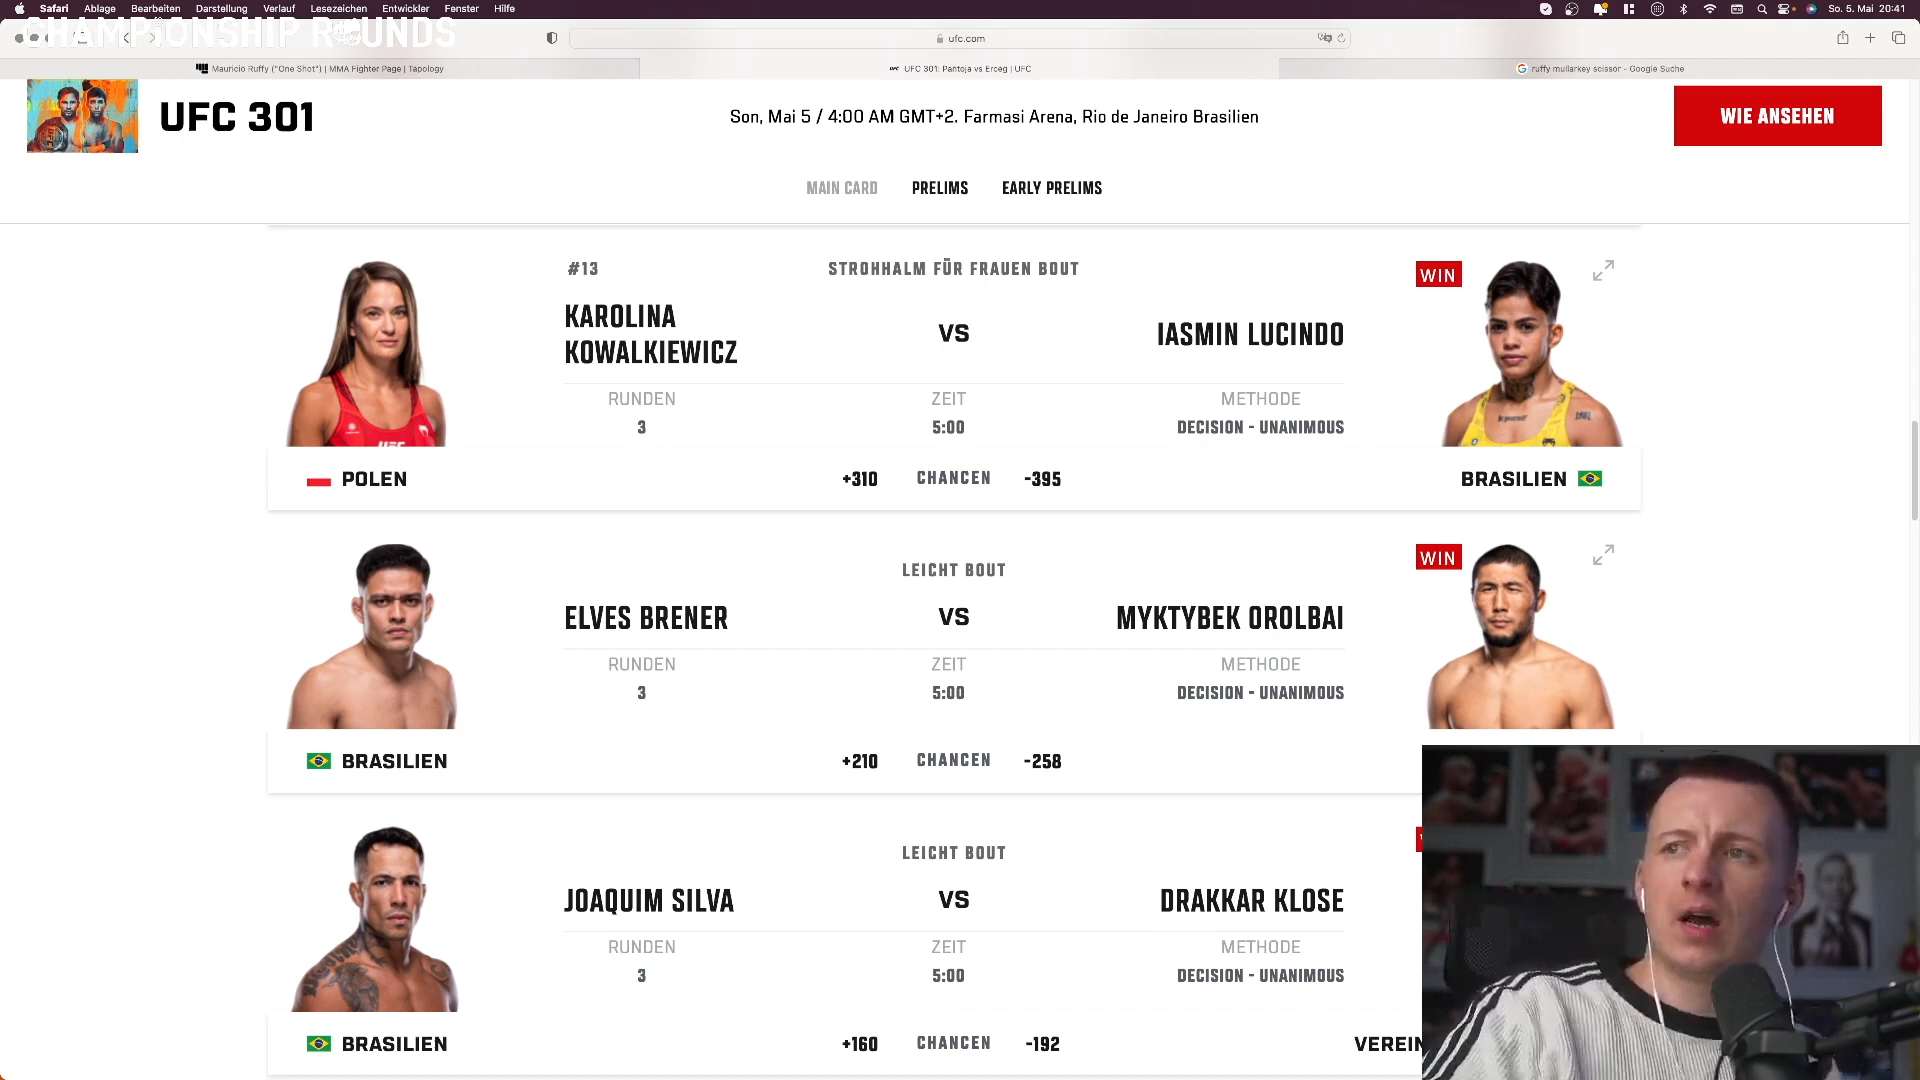 Safari Ablage Bearbeiten Darstellung Verlauf Lesezeichen Entwickler Fenster Hilfe
So. 5. Mai 20:41
CHAMPIONSHIP ROUNDS
ufc.com
Mauricio Ruffy ("One Shot") | MMA Fighter Page | Tapology
UFC 301: Pantoja vs Erceg | UFC
ruffy mullarkey scissor - Google Suche
UFC 301
Son, Mai 5 / 4:00 AM GMT+2. Farmasi Arena, Rio de Janeiro Brasilien
WIE ANSEHEN
MAIN CARD PRELIMS EARLY PRELIMS
#13
STROHHALM FÜR FRAUEN BOUT
WIN
KAROLINA
KOWALKIEWICZ
VS
IASMIN LUCINDO
RUNDEN ZEIT METHODE
3 5:00 DECISION - UNANIMOUS
POLEN +310 CHANCEN -395 BRASILIEN
LEICHT BOUT
WIN
ELVES BRENER VS MYKTYBEK OROLBAI
RUNDEN ZEIT METHODE
3 5:00 DECISION - UNANIMOUS
BRASILIEN +210 CHANCEN -258
LEICHT BOUT
JOAQUIM SILVA VS DRAKKAR KLOSE
RUNDEN ZEIT METHODE
3 5:00 DECISION - UNANIMOUS
BRASILIEN +160 CHANCEN -192 VEREIN